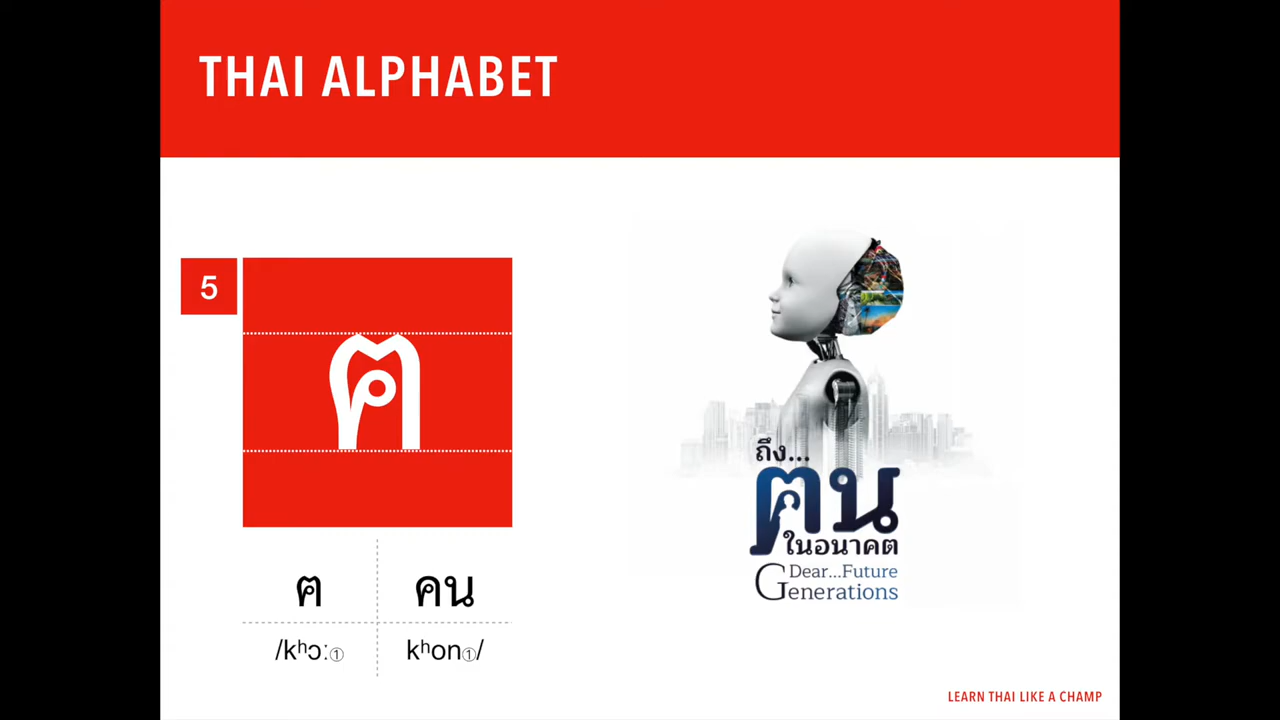 THAI ALPHABET
5
ฅ
ฅ คน
/kʰɔː① kʰon①/
ถึง...
ฅน
ในอนาคต
Dear...Future
Generations
LEARN THAI LIKE A CHAMP